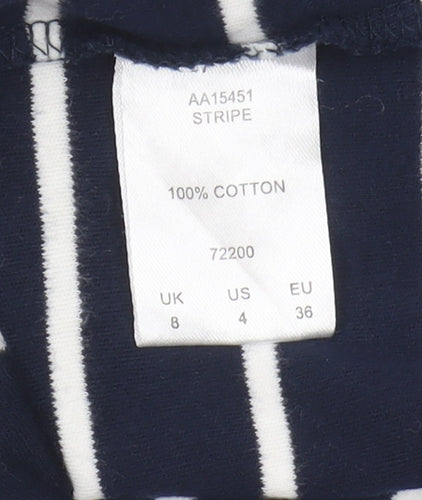 AA15451
STRIPE
100% COTTON
72200
UK US EU
8 4 36